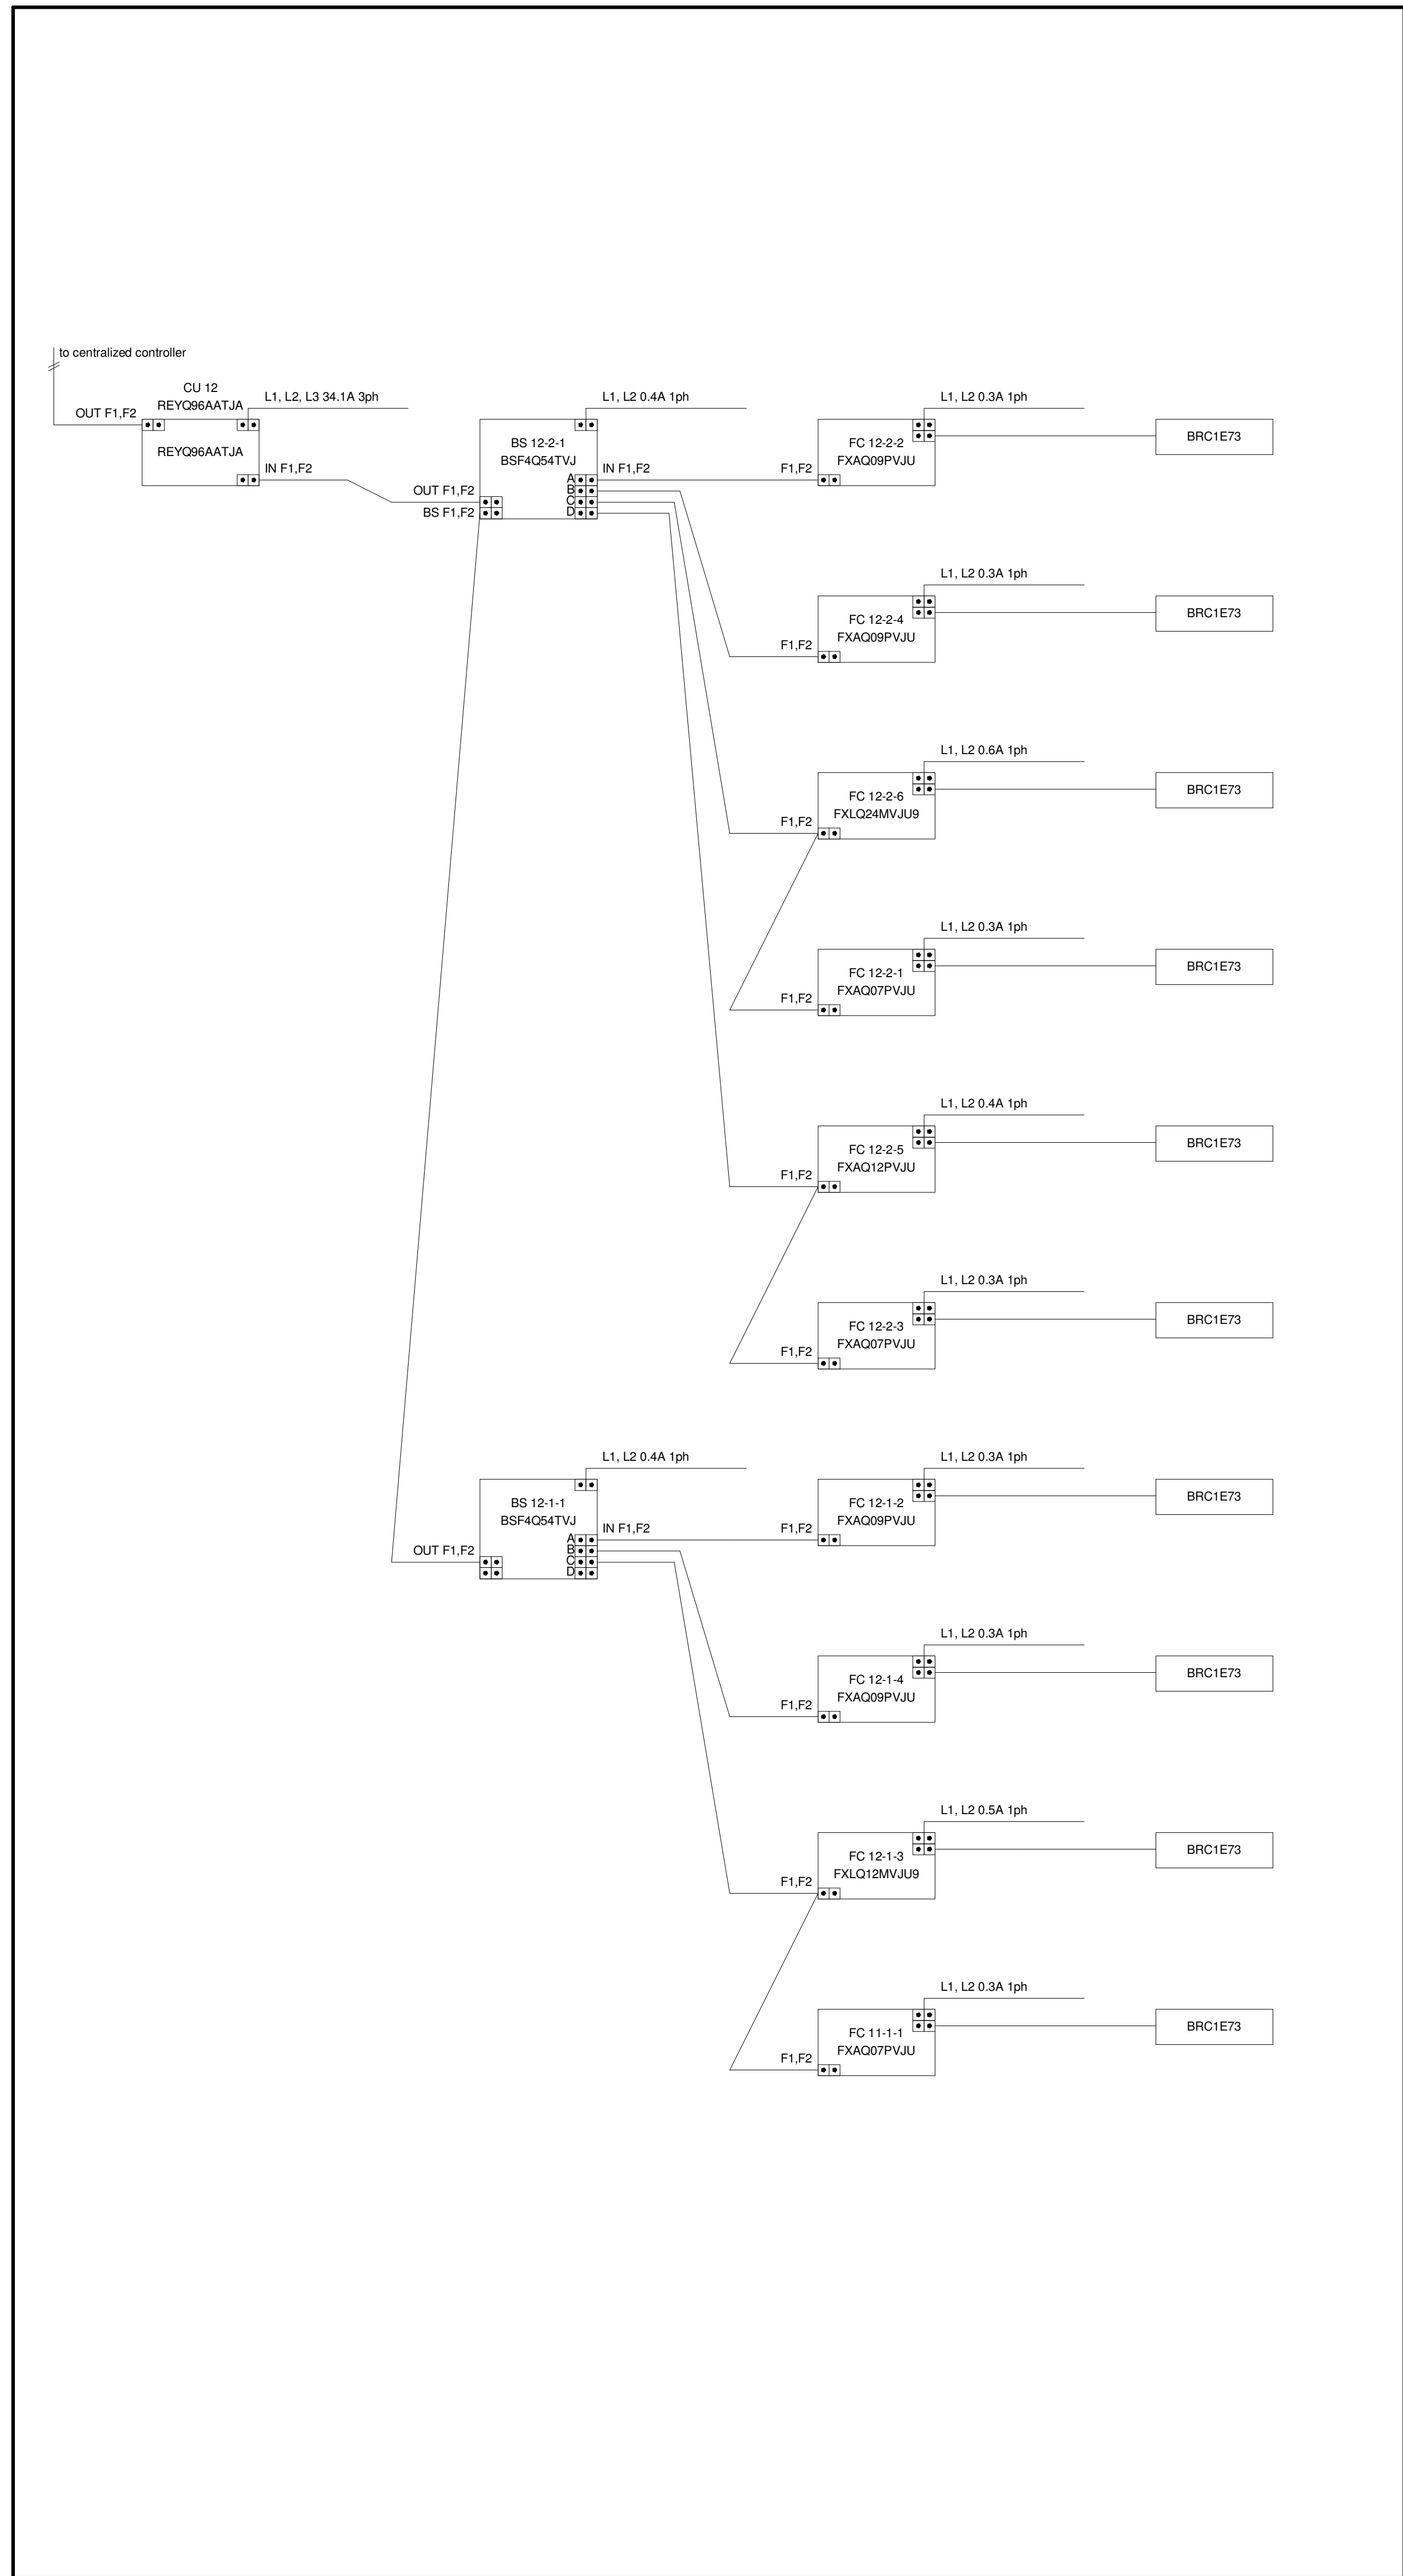 to centralized controller
CU 12
REYQ96AATJA
L1, L2, L3 34.1A 3ph
OUT F1,F2
REYQ96AATJA
IN F1,F2
L1, L2 0.4A 1ph
BS 12-2-1
BSF4Q54TVJ
OUT F1,F2
BS F1,F2
A
B
C
D
IN F1,F2
L1, L2 0.3A 1ph
FC 12-2-2
FXAQ09PVJU
F1,F2
BRC1E73
L1, L2 0.3A 1ph
FC 12-2-4
FXAQ09PVJU
F1,F2
BRC1E73
L1, L2 0.6A 1ph
FC 12-2-6
FXLQ24MVJU9
F1,F2
BRC1E73
L1, L2 0.3A 1ph
FC 12-2-1
FXAQ07PVJU
F1,F2
BRC1E73
L1, L2 0.4A 1ph
FC 12-2-5
FXAQ12PVJU
F1,F2
BRC1E73
L1, L2 0.3A 1ph
FC 12-2-3
FXAQ07PVJU
F1,F2
BRC1E73
L1, L2 0.4A 1ph
BS 12-1-1
BSF4Q54TVJ
OUT F1,F2
A
B
C
D
IN F1,F2
L1, L2 0.3A 1ph
FC 12-1-2
FXAQ09PVJU
F1,F2
BRC1E73
L1, L2 0.3A 1ph
FC 12-1-4
FXAQ09PVJU
F1,F2
BRC1E73
L1, L2 0.5A 1ph
FC 12-1-3
FXLQ12MVJU9
F1,F2
BRC1E73
L1, L2 0.3A 1ph
FC 11-1-1
FXAQ07PVJU
F1,F2
BRC1E73